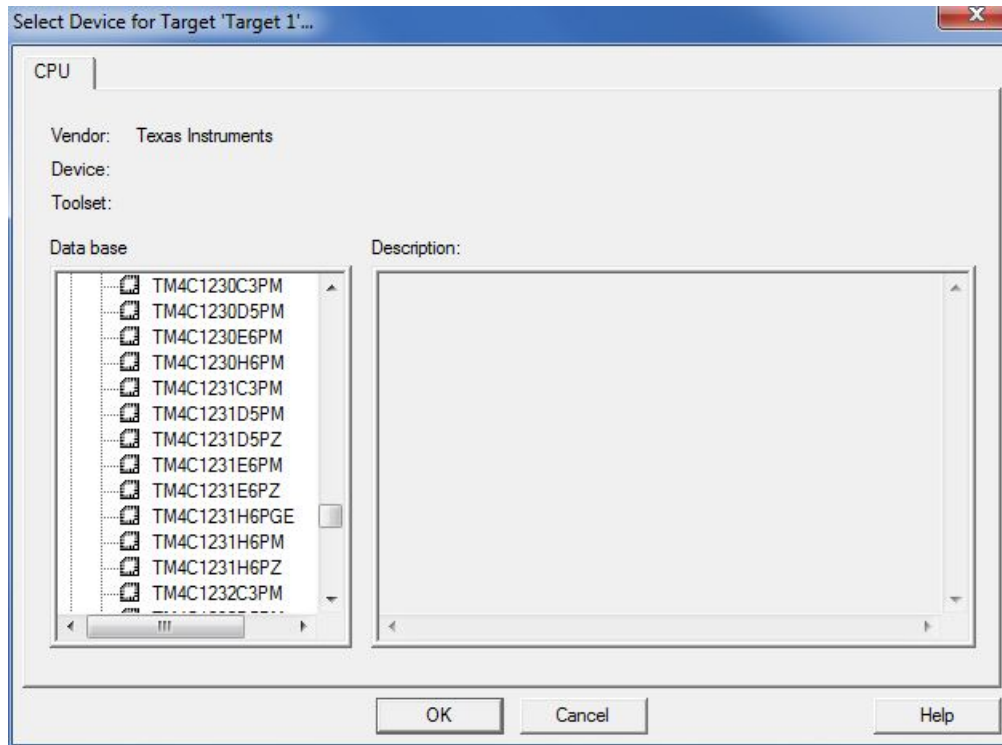 Select Device for Target 'Target 1'...
CPU
Vendor: Texas Instruments
Device:
Toolset:
Data base
Description:
TM4C1230C3PM
TM4C1230D5PM
TM4C1230E6PM
TM4C1230H6PM
TM4C1231C3PM
TM4C1231D5PM
TM4C1231D5PZ
TM4C1231E6PM
TM4C1231E6PZ
TM4C1231H6PGE
TM4C1231H6PM
TM4C1231H6PZ
TM4C1232C3PM
OK
Cancel
Help